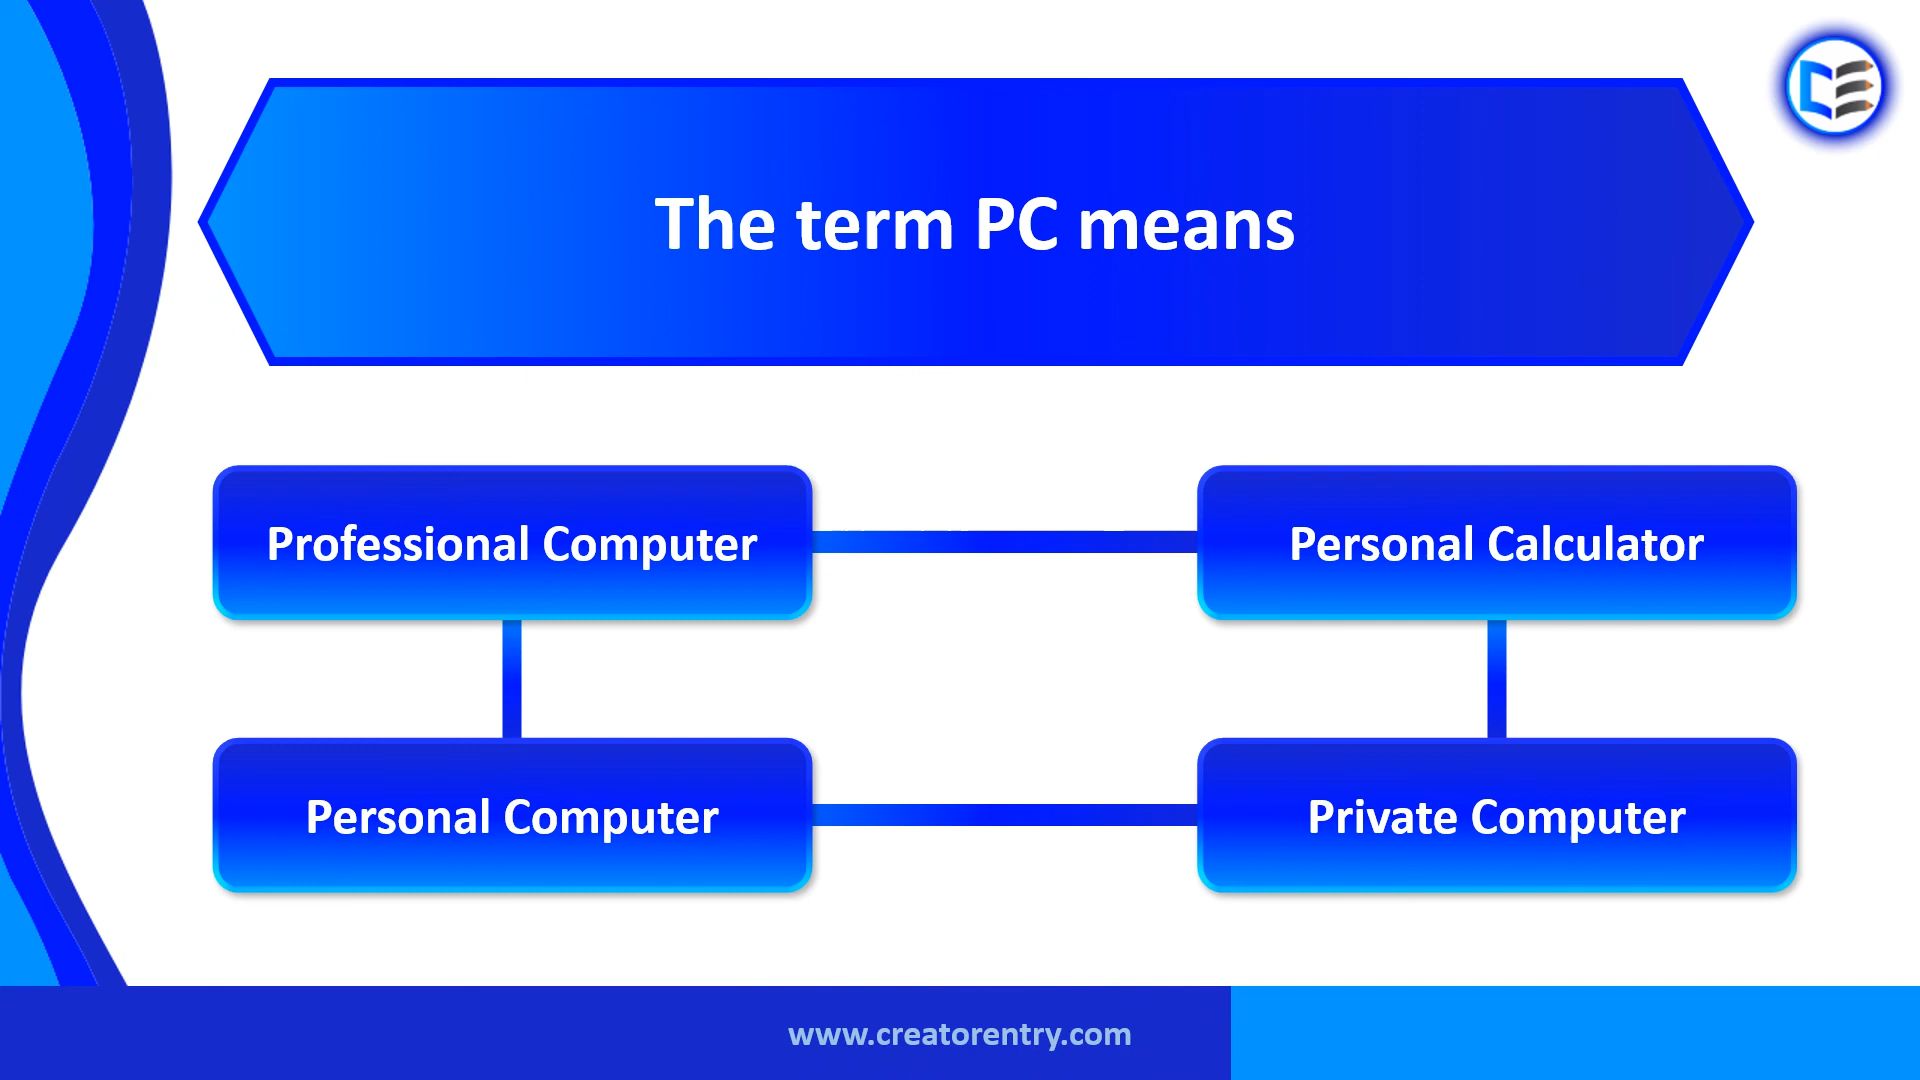 The term PC means
Professional Computer
Personal Calculator
Personal Computer
Private Computer
www.creatorentry.com